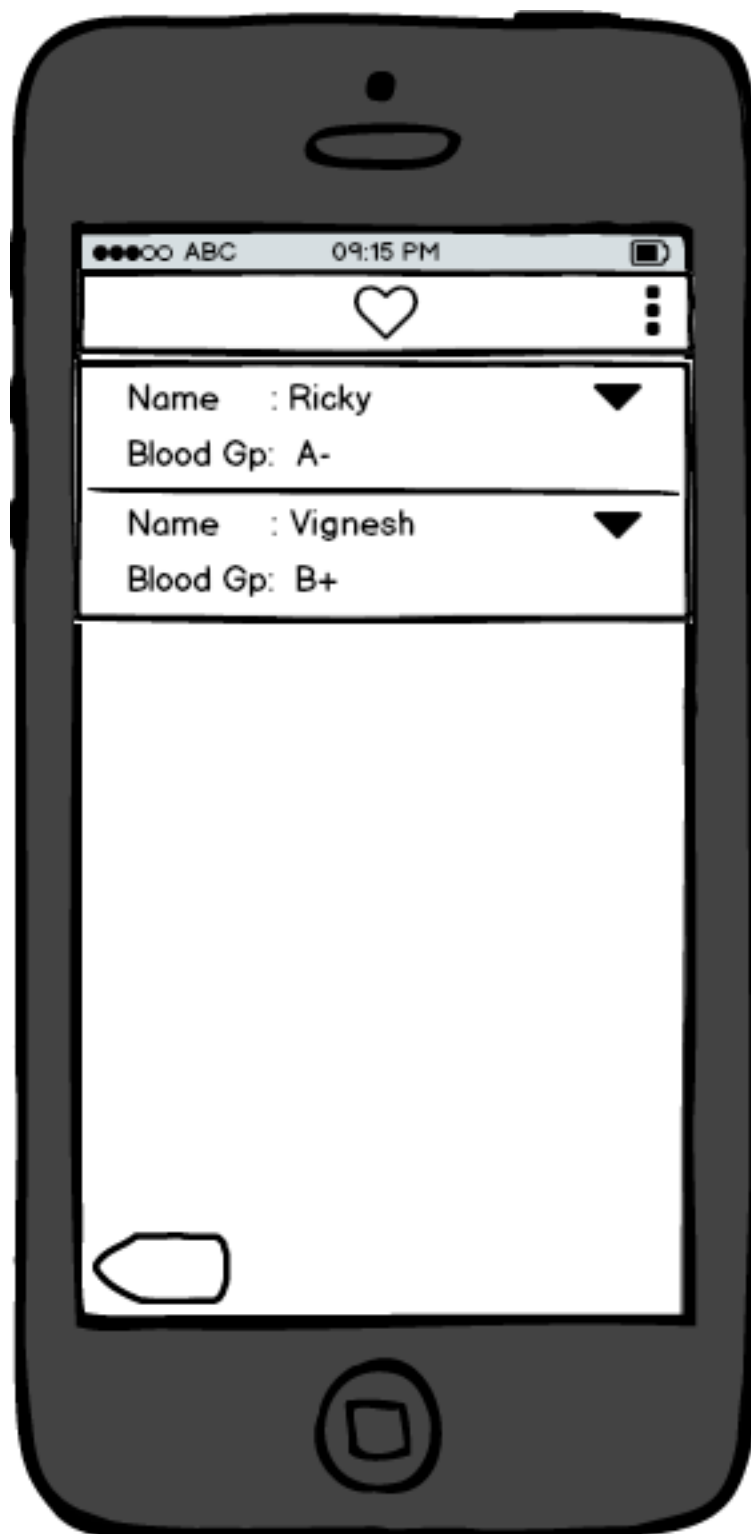 ABC 09:15 PM
Name : Ricky
Blood Gp: A-
Name : Vignesh
Blood Gp: B+